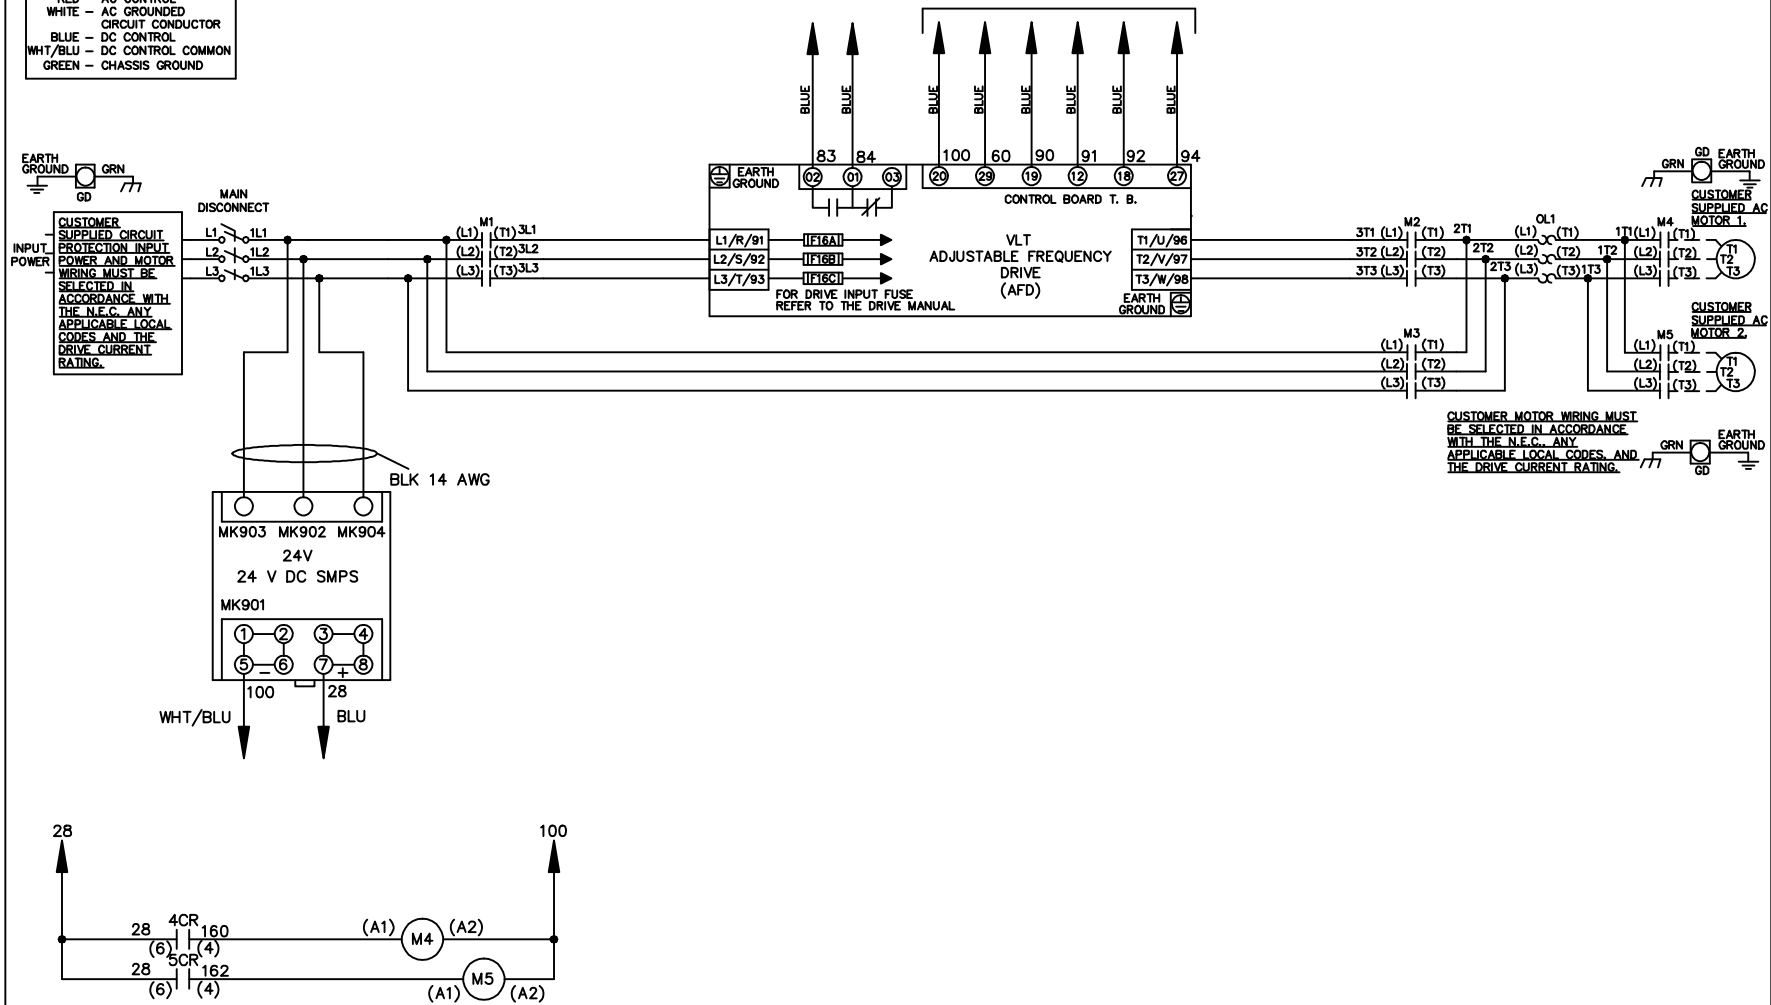 WHITE – AC GROUNDED
CIRCUIT CONDUCTOR
BLUE – DC CONTROL
WHT/BLU – DC CONTROL COMMON
GREEN – CHASSIS GROUND
EARTH
GROUND
GRN
GD
MAIN
DISCONNECT
INPUT
POWER
CUSTOMER
SUPPLIED CIRCUIT
PROTECTION INPUT
POWER AND MOTOR
WIRING MUST BE
SELECTED IN
ACCORDANCE WITH
THE N.E.C. ANY
APPLICABLE LOCAL
CODES AND THE
DRIVE CURRENT
RATING.
L1 1L1
L2 1L2
L3 1L3
M1
(L1) (T1) 3L1
(L2) (T2) 3L2
(L3) (T3) 3L3
BLUE BLUE BLUE BLUE BLUE BLUE BLUE BLUE
83 84 100 60 90 91 92 94
EARTH
GROUND
02 01 03 20 29 19 12 18 27
CONTROL BOARD T. B.
L1/R/91
L2/S/92
L3/T/93
F16A
F16B
F16C
FOR DRIVE INPUT FUSE
REFER TO THE DRIVE MANUAL
VLT
ADJUSTABLE FREQUENCY
DRIVE
(AFD)
T1/U/96
T2/V/97
T3/W/98
EARTH
GROUND
M2
3T1 (L1) (T1) 2T1
3T2 (L2) (T2) 2T2
3T3 (L3) (T3) 2T3
OL1
(L1) (T1) 1T1
(L2) (T2) 1T2
(L3) (T3) 1T3
M4
(L1) (T1)
(L2) (T2)
(L3) (T3)
T1
T2
T3
GRN
GD
EARTH
GROUND
CUSTOMER
SUPPLIED AC
MOTOR 1.
M3
(L1) (T1)
(L2) (T2)
(L3) (T3)
CUSTOMER
SUPPLIED AC
MOTOR 2.
M5
(L1) (T1)
(L2) (T2)
(L3) (T3)
T1
T2
T3
CUSTOMER MOTOR WIRING MUST
BE SELECTED IN ACCORDANCE
WITH THE N.E.C., ANY
APPLICABLE LOCAL CODES, AND
THE DRIVE CURRENT RATING.
GRN
GD
EARTH
GROUND
BLK 14 AWG
MK903 MK902 MK904
24V
24 V DC SMPS
MK901
1 2 3 4
5 6 7 8
– +
100 28
WHT/BLU BLU
28 100
4CR
28 160
(6) (4)
(A1) M4 (A2)
5CR
28 162
(6) (4)
(A1) M5 (A2)